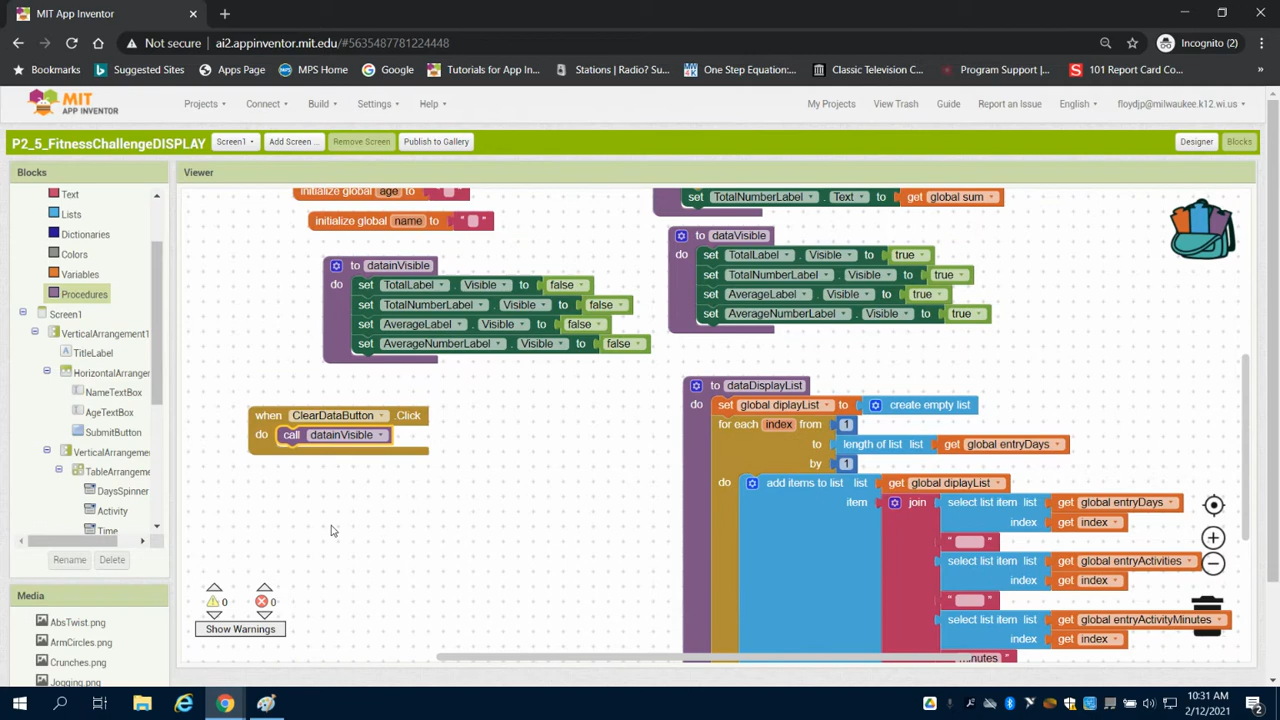 MIT App Inventor
Incognito (2)
Not secure
ai2.appinventor.mit.edu/#5635487781224448
Bookmarks
Suggested Sites
Apps Page
MPS Home
Google
Tutorials for App In...
Stations | Radio? Su...
One Step Equation:...
Classic Television C...
Program Support |...
101 Report Card Co...
»
MIT
APP INVENTOR
Projects
Connect
Build
Settings
Help
My Projects
View Trash
Guide
Report an Issue
English
floydjp@milwaukee.k12.wi.us
P2_5_FitnessChallengeDISPLAY
Screen1
Add Screen ...
Remove Screen
Publish to Gallery
Designer
Blocks
Blocks
Viewer
Text
Lists
Dictionaries
Colors
Variables
Procedures
Screen1
VerticalArrangement1
TitleLabel
HorizontalArranger
NameTextBox
AgeTextBox
SubmitButton
VerticalArrangeme
TableArrangeme
DaysSpinner
Activity
Time
Rename
Delete
Media
AbsTwist.png
ArmCircles.png
Crunches.png
Jogging.png
initialize global age to " "
initialize global name to " "
to datainVisible
do set TotalLabel . Visible to false
set TotalNumberLabel . Visible to false
set AverageLabel . Visible to false
set AverageNumberLabel . Visible to false
when ClearDataButton .Click
do call datainVisible
set TotalNumberLabel . Text to get global sum
to dataVisible
do set TotalLabel . Visible to true
set TotalNumberLabel . Visible to true
set AverageLabel . Visible to true
set AverageNumberLabel . Visible to true
to dataDisplayList
do set global diplayList to create empty list
for each index from 1
to length of list list get global entryDays
by 1
do add items to list list get global diplayList
item join select list item list get global entryDays
index get index
" "
select list item list get global entryActivities
index get index
" "
select list item list get global entryActivityMinutes
index get index
minutes "
0
0
Show Warnings
10:31 AM
2/12/2021
2